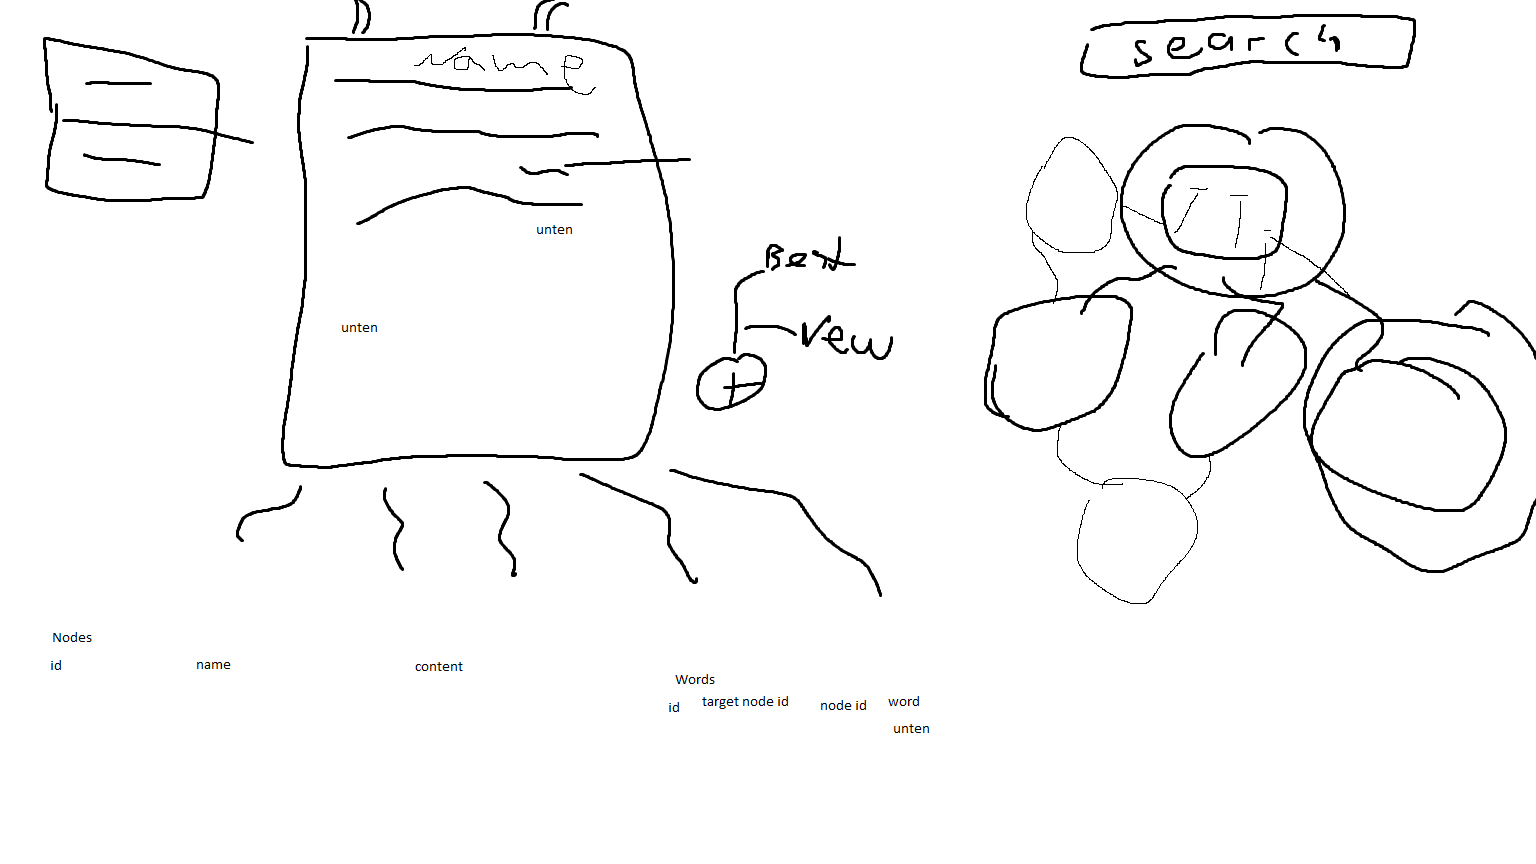 Name
search
I T I
unten
Best
unten
New
Nodes
id name content
Words
id target node id node id word
unten